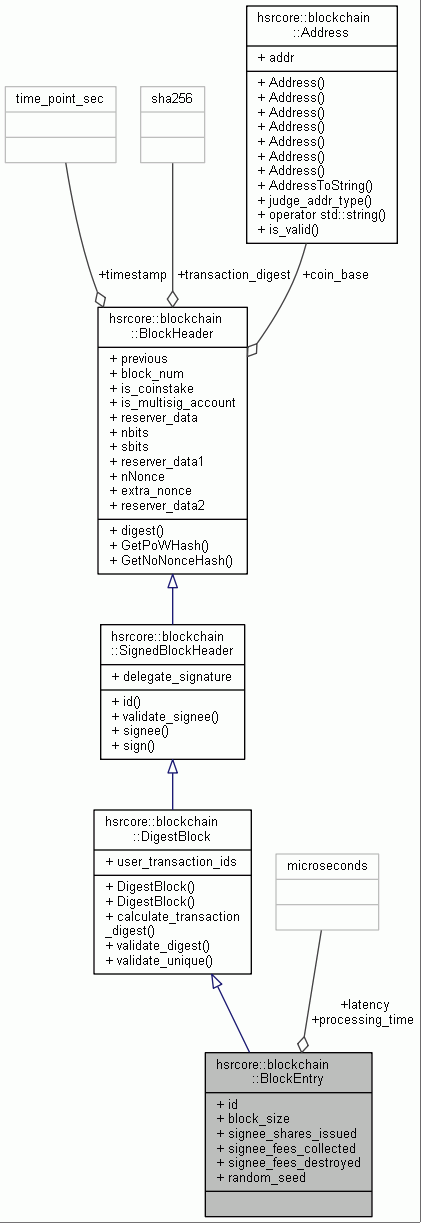 hsrcore::blockchain
::Address
+ addr
+ Address()
+ Address()
+ Address()
+ Address()
+ Address()
+ Address()
+ Address()
+ AddressToString()
+ judge_addr_type()
+ operator std::string()
+ is_valid()
time_point_sec
sha256
+timestamp
+transaction_digest
+coin_base
hsrcore::blockchain
::BlockHeader
+ previous
+ block_num
+ is_coinstake
+ is_multisig_account
+ reserver_data
+ nbits
+ sbits
+ reserver_data1
+ nNonce
+ extra_nonce
+ reserver_data2
+ digest()
+ GetPoWHash()
+ GetNoNonceHash()
hsrcore::blockchain
::SignedBlockHeader
+ delegate_signature
+ id()
+ validate_signee()
+ signee()
+ sign()
hsrcore::blockchain
::DigestBlock
+ user_transaction_ids
+ DigestBlock()
+ DigestBlock()
+ calculate_transaction
_digest()
+ validate_digest()
+ validate_unique()
microseconds
+latency
+processing_time
hsrcore::blockchain
::BlockEntry
+ id
+ block_size
+ signee_shares_issued
+ signee_fees_collected
+ signee_fees_destroyed
+ random_seed